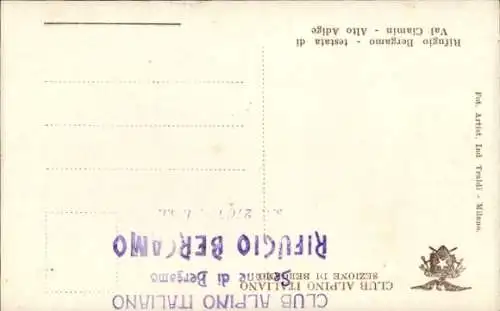 CLUB ALPINO ITALIANO
SEZIONE DI BERGAMO
CLUB ALPINO ITALIANO
Sezione di Bergamo
RIFUGIO BERGAMO
Rifugio Bergamo - testata di
Val Ciamin - Alto Adige
Fot. Artist. Ind Traldi - Milano.